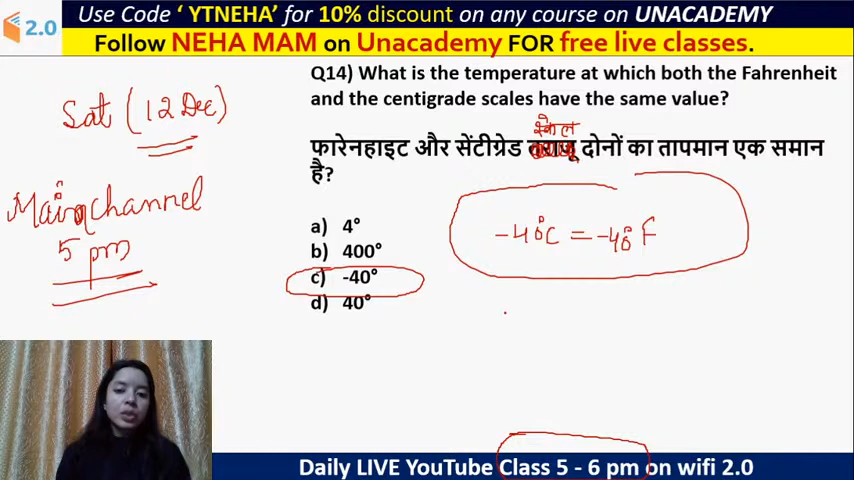 Use Code ‘ YTNEHA’ for 10% discount on any course on UNACADEMY
2.0
Follow NEHA MAM on Unacademy FOR free live classes.
Sat (12 Dec)
Main channel
5 pm
Q14) What is the temperature at which both the Fahrenheit
and the centigrade scales have the same value?
स्केल
फारेनहाइट और सेंटीग्रेड तराजू दोनों का तापमान एक समान
है?
-40°C = -40°F
a) 4°
b) 400°
c) -40°
d) 40°
Daily LIVE YouTube Class 5 - 6 pm on wifi 2.0